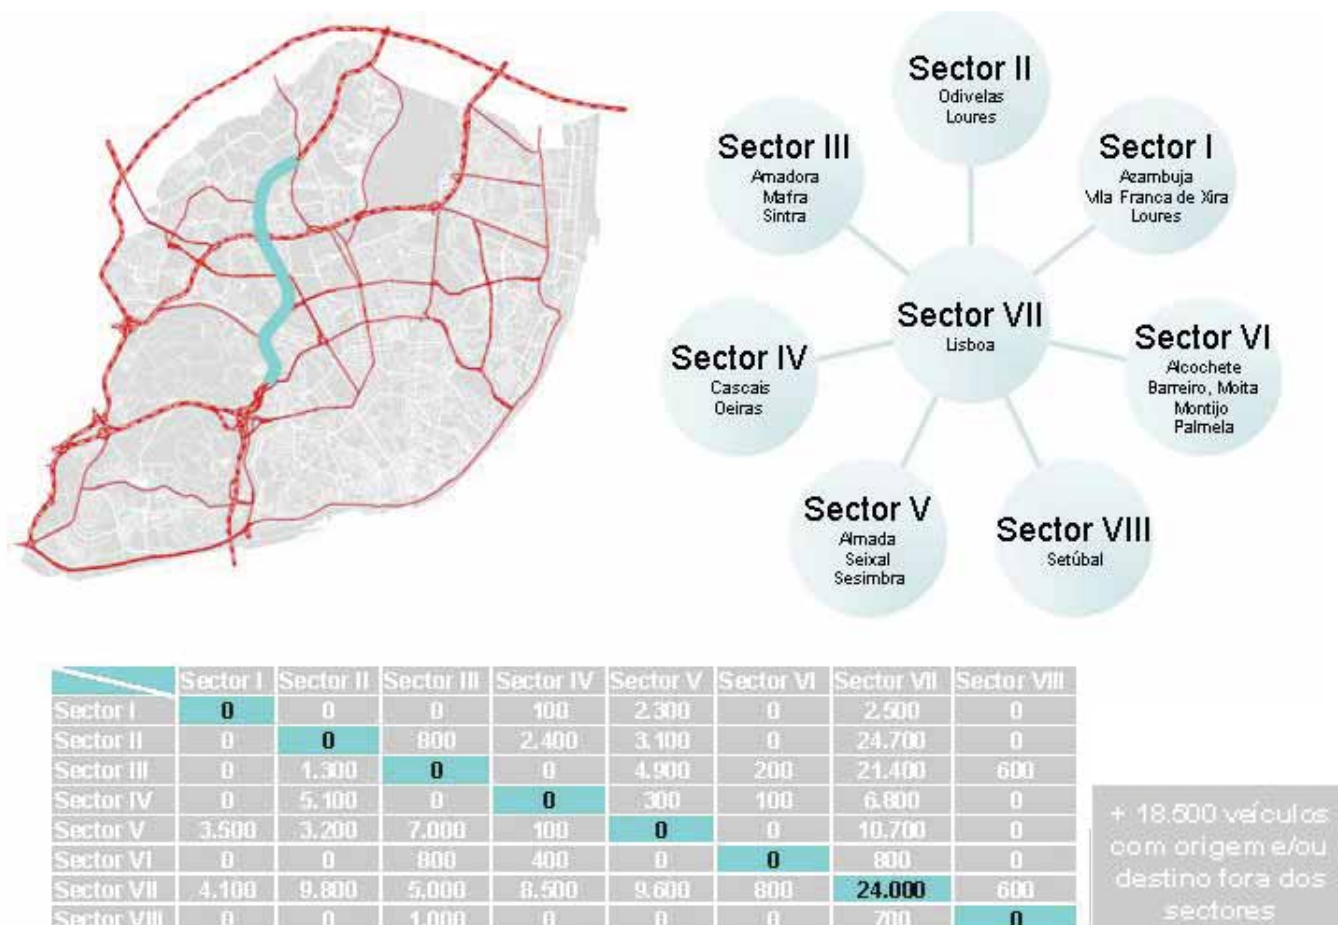 Sector II
Odivelas
Loures
Sector III
Amadora
Mafra
Sintra
Sector I
Azambuja
Vila Franca de Xira
Loures
Sector VII
Lisboa
Sector IV
Cascais
Oeiras
Sector VI
Alcochete
Barreiro, Moita
Montijo
Palmela
Sector V
Almada
Seixal
Sesimbra
Sector VIII
Setúbal
Sector I Sector II Sector III Sector IV Sector V Sector VI Sector VII Sector VIII
Sector I 0 0 0 100 2.300 0 2.500 0
Sector II 0 0 800 2.400 3.100 0 24.700 0
Sector III 0 1.300 0 0 4.900 200 21.400 600
Sector IV 0 5.100 0 0 300 100 6.800 0
Sector V 3.500 3.200 7.000 100 0 0 10.700 0
Sector VI 0 0 800 400 0 0 800 0
Sector VII 4.100 9.800 5.000 8.500 9.600 800 24.000 600
Sector VIII 0 0 1.000 0 0 0 700 0
+ 18.500 veículos
com origem e/ou
destino fora dos
sectores